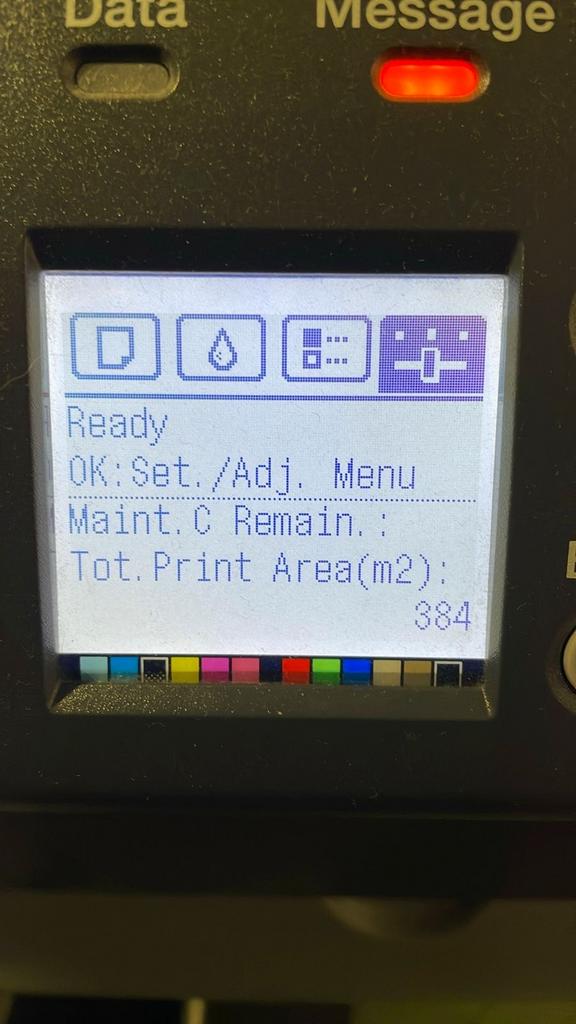 Data Message
Ready
OK:Set./Adj. Menu
Maint.C Remain.:
Tot.Print Area(m2):
384